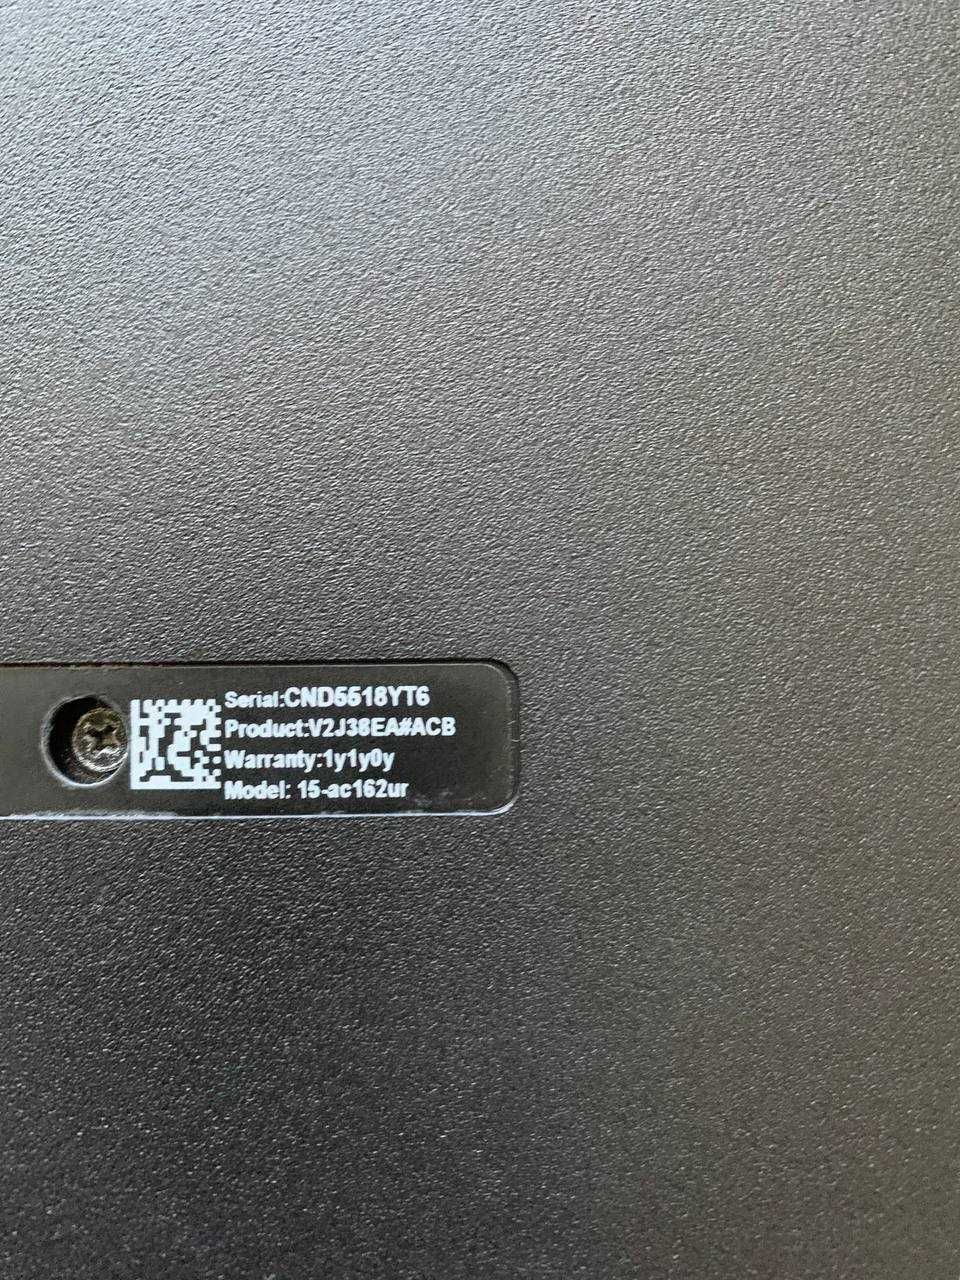 Serial:CND5518YT6
Product:V2J38EA#ACB
Warranty:1y1y0y
Model: 15-ac162ur